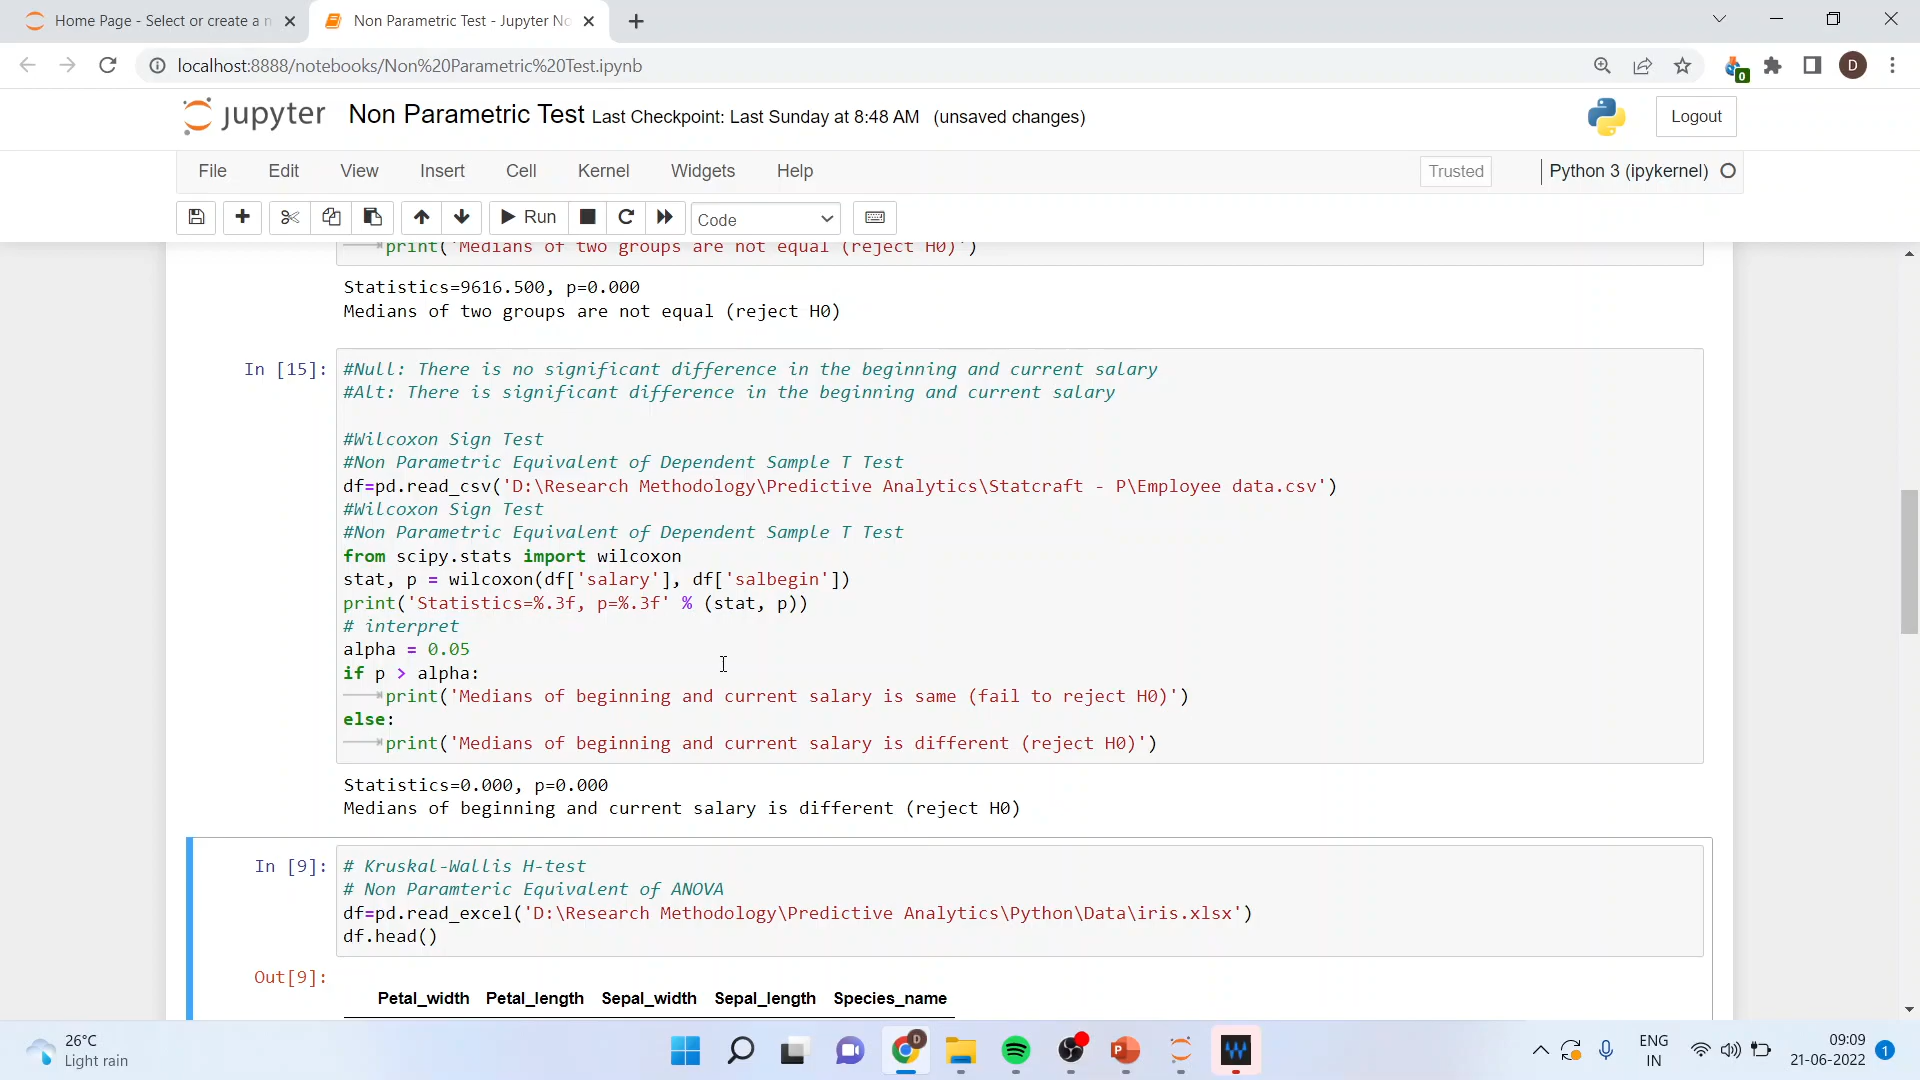 Home Page - Select or create a n
Non Parametric Test - Jupyter No
localhost:8888/notebooks/Non%20Parametric%20Test.ipynb
0
D
jupyter
Non Parametric Test Last Checkpoint: Last Sunday at 8:48 AM (unsaved changes)
Logout
File Edit View Insert Cell Kernel Widgets Help
Trusted
Python 3 (ipykernel)
Run
Code
print('Medians of two groups are not equal (reject H0)')
Statistics=9616.500, p=0.000
Medians of two groups are not equal (reject H0)
In [15]:
#Null: There is no significant difference in the beginning and current salary
#Alt: There is significant difference in the beginning and current salary
#Wilcoxon Sign Test
#Non Parametric Equivalent of Dependent Sample T Test
df=pd.read_csv('D:\Research Methodology\Predictive Analytics\Statcraft - P\Employee data.csv')
#Wilcoxon Sign Test
#Non Parametric Equivalent of Dependent Sample T Test
from scipy.stats import wilcoxon
stat, p = wilcoxon(df['salary'], df['salbegin'])
print('Statistics=%.3f, p=%.3f' % (stat, p))
# interpret
alpha = 0.05
if p > alpha:
print('Medians of beginning and current salary is same (fail to reject H0)')
else:
print('Medians of beginning and current salary is different (reject H0)')
Statistics=0.000, p=0.000
Medians of beginning and current salary is different (reject H0)
In [9]:
# Kruskal-Wallis H-test
# Non Paramteric Equivalent of ANOVA
df=pd.read_excel('D:\Research Methodology\Predictive Analytics\Python\Data\iris.xlsx')
df.head()
Out[9]:
Petal_width Petal_length Sepal_width Sepal_length Species_name
26°C
Light rain
D
P
W
ENG
IN
09:09
21-06-2022
1